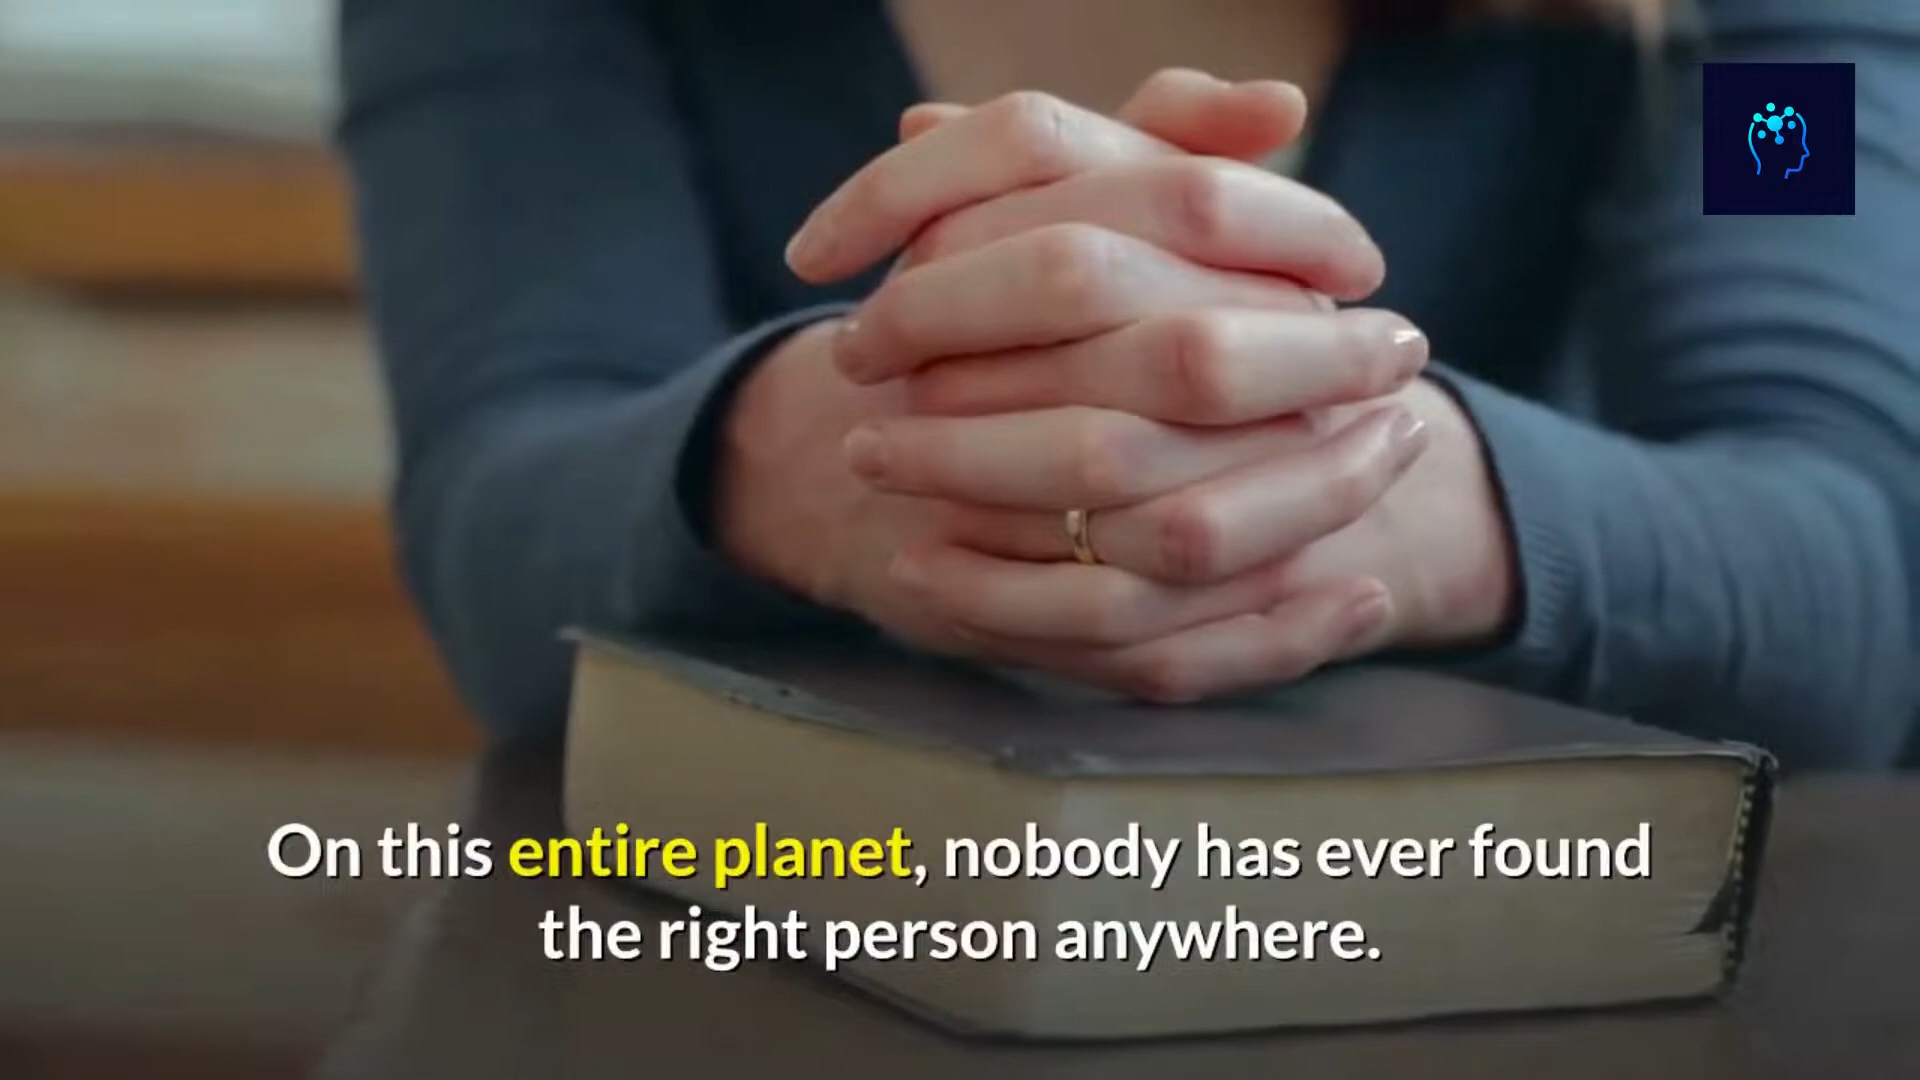 On this entire planet, nobody has ever found
the right person anywhere.